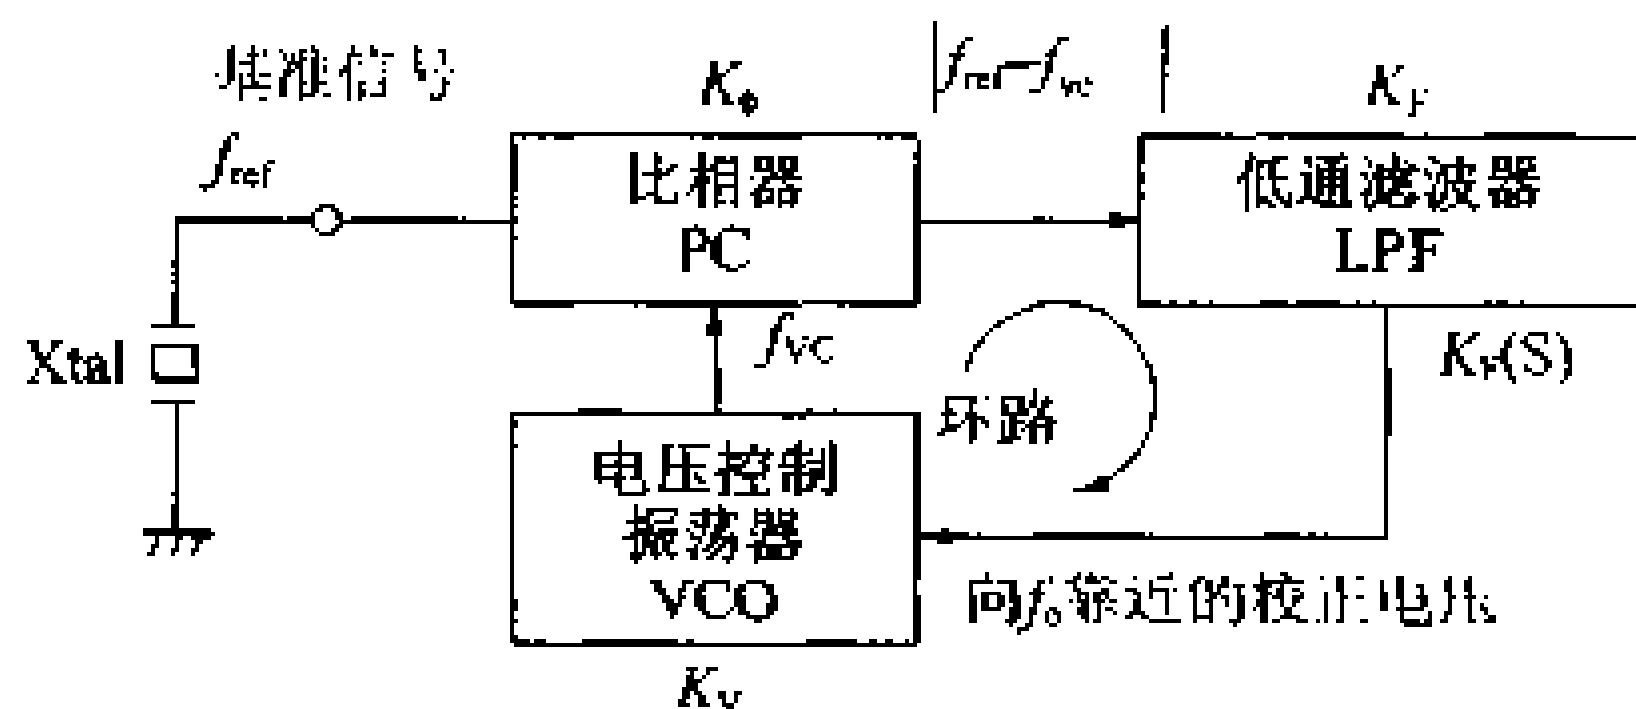 基准信号
f_ref
K_φ
|f_ref-f_vc|
K_F
比相器
PC
低通滤波器
LPF
Xtal
f_VC
K_F(S)
环路
电压控制
振荡器
VCO
向f_o靠近的校正电压
K_V